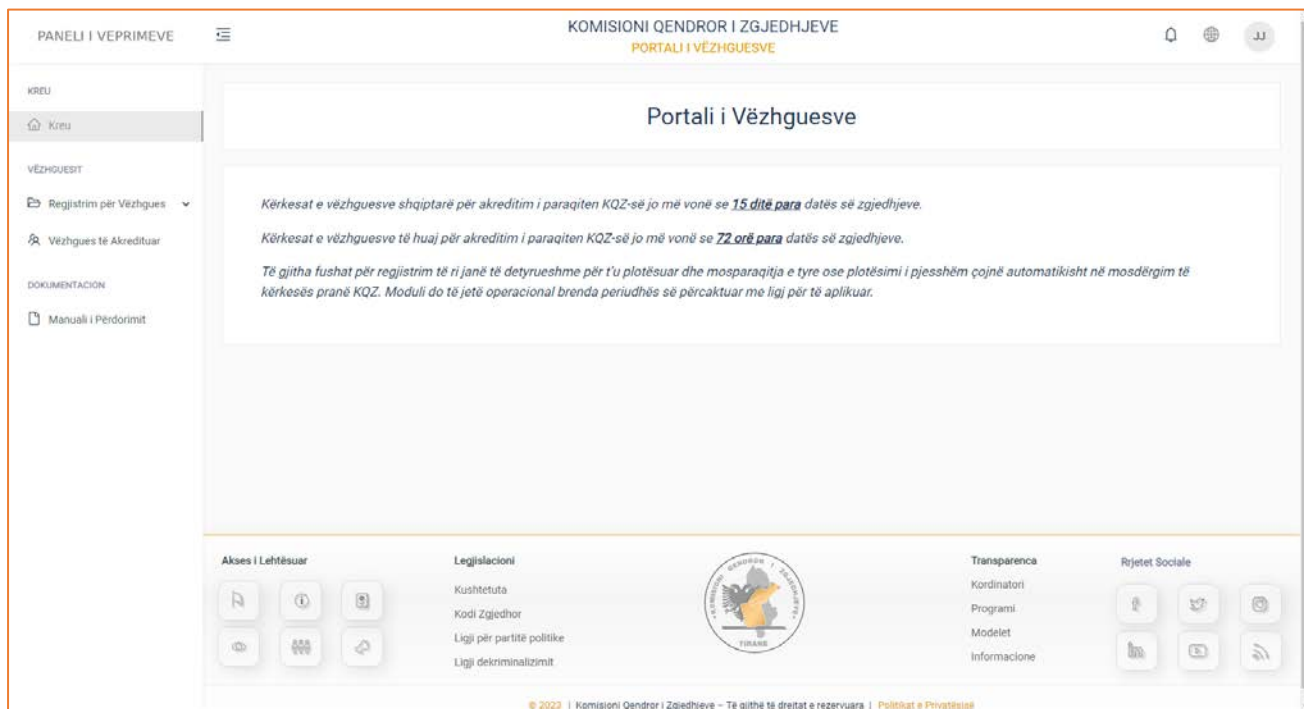 PANELI I VEPRIMEVE
KOMISIONI QENDROR I ZGJEDHJEVE
PORTALI I VËZHGUESVE
JJ
KREU
Kreu
VËZHGUESIT
Regjistrim për Vëzhgues
Vëzhgues të Akredituar
DOKUMENTACION
Manuali i Përdorimit
Portali i Vëzhguesve
Kërkesat e vëzhguesve shqiptarë për akreditim i paraqiten KQZ-së jo më vonë se 15 ditë para datës së zgjedhjeve.
Kërkesat e vëzhguesve të huaj për akreditim i paraqiten KQZ-së jo më vonë se 72 orë para datës së zgjedhjeve.
Të gjitha fushat për regjistrim të ri janë të detyrueshme për t'u plotësuar dhe mosparaqitja e tyre ose plotësimi i pjesshëm çojnë automatikisht në mosdërgim të
kërkesës pranë KQZ. Moduli do të jetë operacional brenda periudhës së përcaktuar me ligj për të aplikuar.
Akses i Lehtësuar
Legjislacioni
Kushtetuta
Kodi Zgjedhor
Ligji për partitë politike
Ligji dekriminalizimit
KOMISIONI QENDROR I ZGJEDHJEVE
TIRANE
Transparenca
Kordinatori
Programi
Modelet
Informacione
Rrjetet Sociale
© 2023 | Komisioni Qendror i Zgjedhjeve – Të gjithë të drejtat e rezervuara | Politikat e Privatësisë